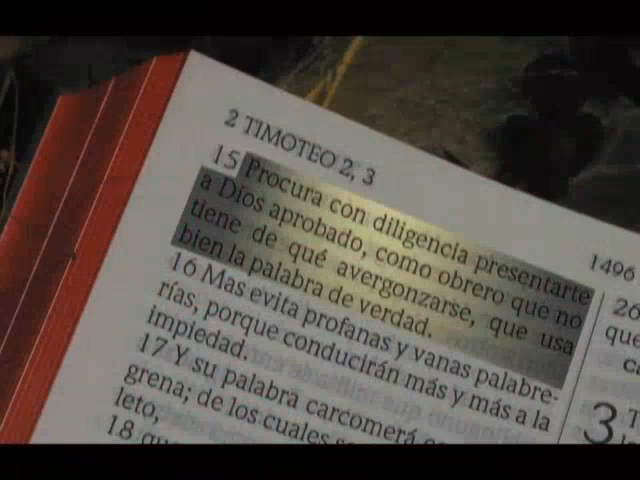 2 TIMOTEO 2, 3
1496
15 Procura con diligencia presentarte
a Dios aprobado, como obrero que no
tiene de qué avergonzarse, que usa
bien la palabra de verdad.
16 Mas evita profanas y vanas palabre-
rías, porque conducirán más y más a la
impiedad.
17 Y su palabra carcomerá
grena; de los cuales
leto,
18
26
que
3